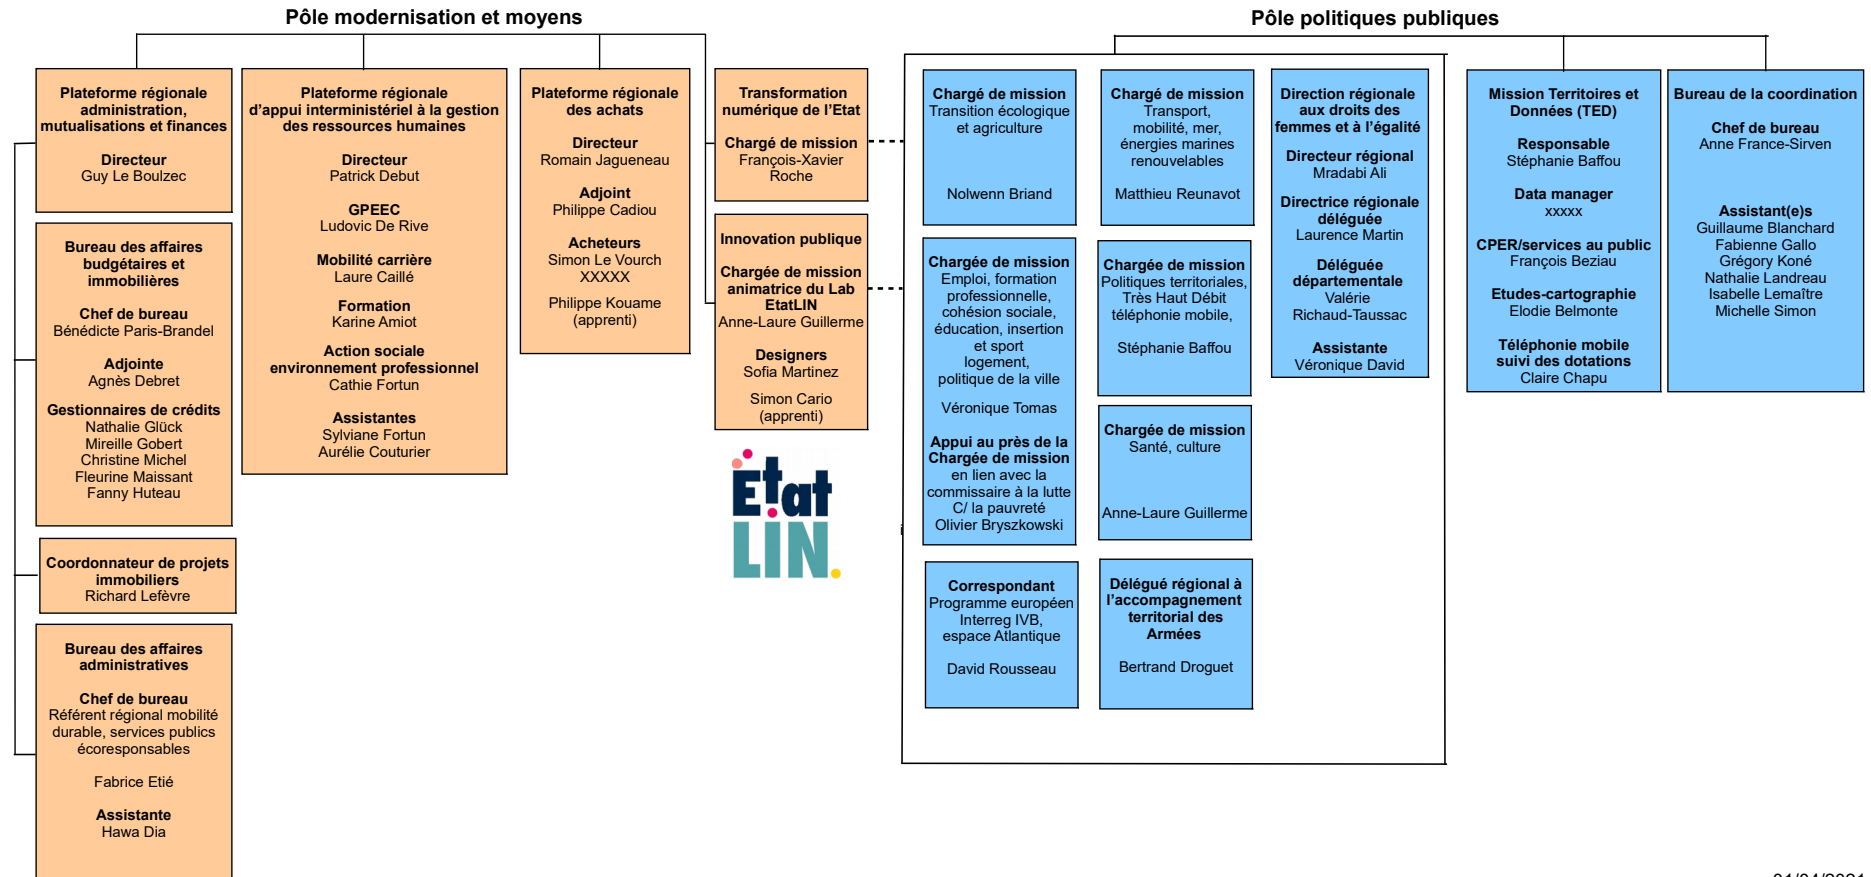 Pôle modernisation et moyens
Pôle politiques publiques
Plateforme régionale
administration,
mutualisations et finances
Directeur
Guy Le Boulzec
Bureau des affaires
budgétaires et
immobilières
Chef de bureau
Bénédicte Paris-Brandel
Adjointe
Agnès Debret
Gestionnaires de crédits
Nathalie Glück
Mireille Gobert
Christine Michel
Fleurine Maissant
Fanny Huteau
Coordonnateur de projets
immobiliers
Richard Lefèvre
Bureau des affaires
administratives
Chef de bureau
Référent régional mobilité
durable, services publics
écoresponsables
Fabrice Etié
Assistante
Hawa Dia
Plateforme régionale
d'appui interministériel à la gestion
des ressources humaines
Directeur
Patrick Debut
GPEEC
Ludovic De Rive
Mobilité carrière
Laure Caillé
Formation
Karine Amiot
Action sociale
environnement professionnel
Cathie Fortun
Assistantes
Sylviane Fortun
Aurélie Couturier
Plateforme régionale
des achats
Directeur
Romain Jagueneau
Adjoint
Philippe Cadiou
Acheteurs
Simon Le Vourch
XXXXX
Philippe Kouame
(apprenti)
Transformation
numérique de l'Etat
Chargé de mission
François-Xavier
Roche
Innovation publique
Chargée de mission
animatrice du Lab
EtatLIN
Anne-Laure Guillerme
Designers
Sofia Martinez
Simon Cario
(apprenti)
Etat
LIN.
Chargé de mission
Transition écologique
et agriculture
Nolwenn Briand
Chargée de mission
Emploi, formation
professionnelle,
cohésion sociale,
éducation, insertion
et sport
logement,
politique de la ville
Véronique Tomas
Appui au près de la
Chargée de mission
en lien avec la
commissaire à la lutte
C/ la pauvreté
Olivier Bryszkowski
Correspondant
Programme européen
Interreg IVB,
espace Atlantique
David Rousseau
Chargé de mission
Transport,
mobilité, mer,
énergies marines
renouvelables
Matthieu Reunavot
Chargée de mission
Politiques territoriales,
Très Haut Débit
téléphonie mobile,
Stéphanie Baffou
Chargée de mission
Santé, culture
Anne-Laure Guillerme
Délégué régional à
l'accompagnement
territorial des
Armées
Bertrand Droguet
Direction régionale
aux droits des
femmes et à l'égalité
Directeur régional
Mradabi Ali
Directrice régionale
déléguée
Laurence Martin
Déléguée
départementale
Valérie
Richaud-Taussac
Assistante
Véronique David
Mission Territoires et
Données (TED)
Responsable
Stéphanie Baffou
Data manager
xxxxx
CPER/services au public
François Beziau
Etudes-cartographie
Elodie Belmonte
Téléphonie mobile
suivi des dotations
Claire Chapu
Bureau de la coordination
Chef de bureau
Anne France-Sirven
Assistant(e)s
Guillaume Blanchard
Fabienne Gallo
Grégory Koné
Nathalie Landreau
Isabelle Lemaître
Michelle Simon